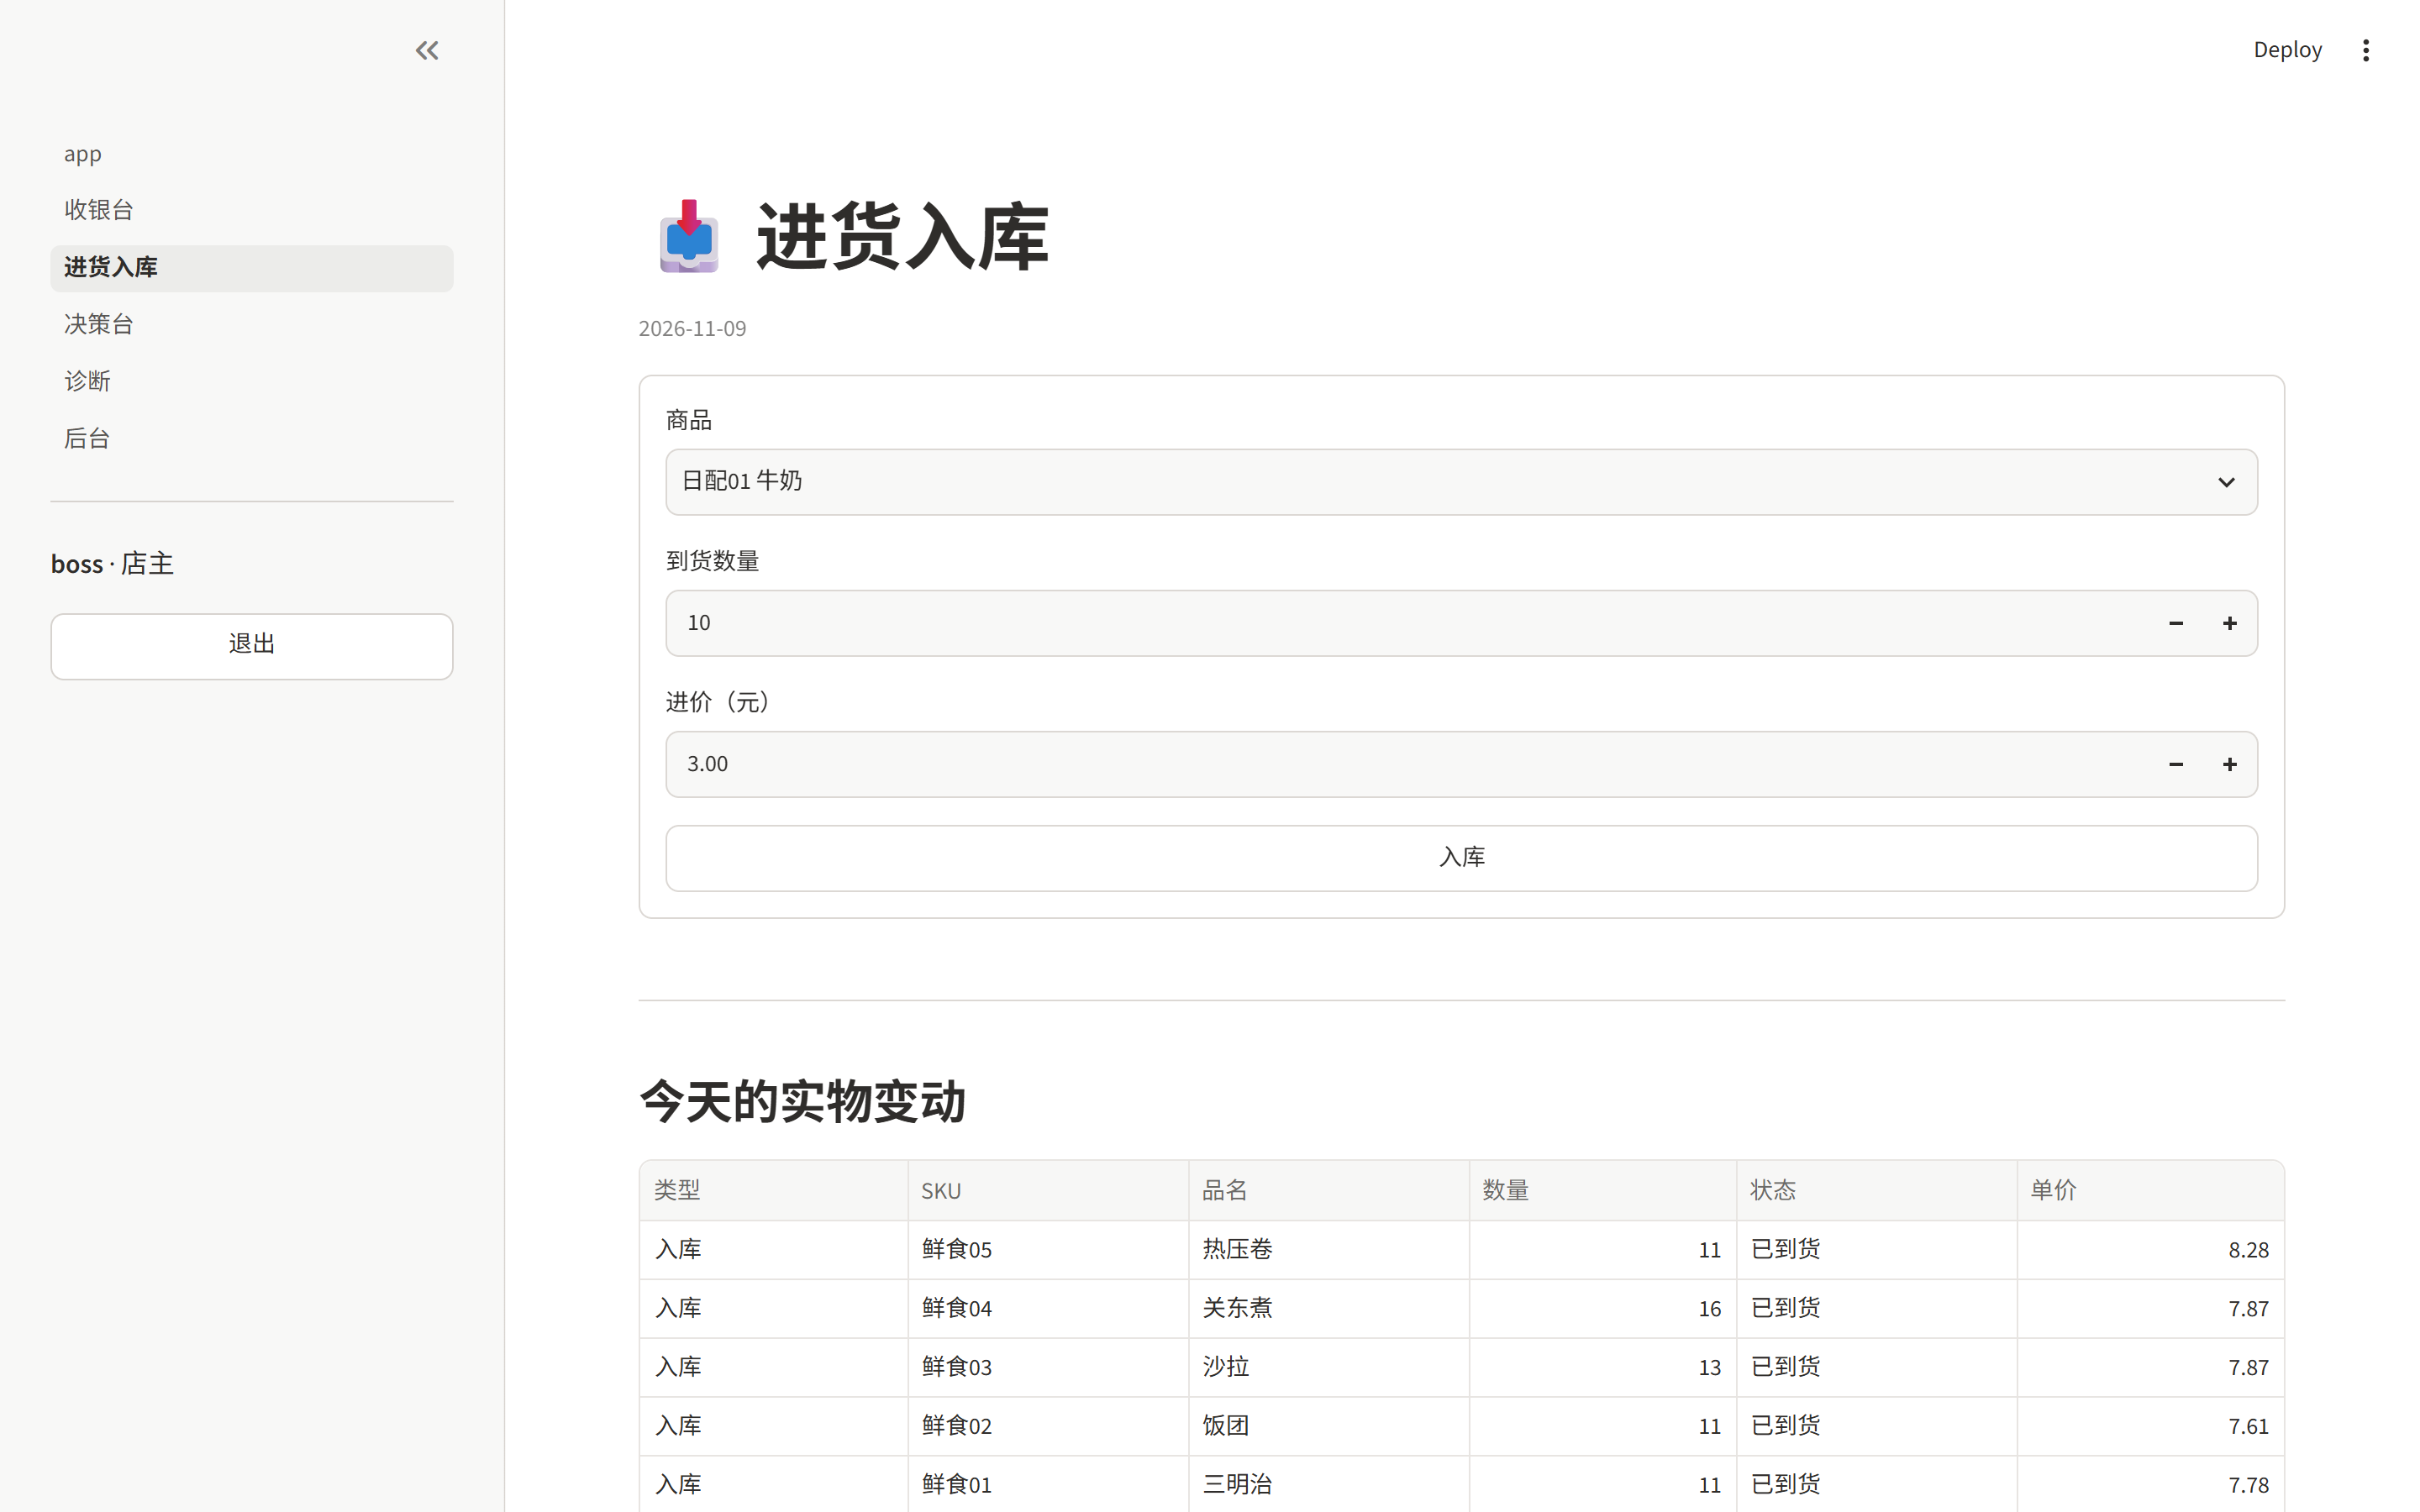 app
收银台
进货入库
决策台
诊断
后台
boss · 店主
退出
Deploy
进货入库
2026-11-09
商品
日配01 牛奶
到货数量
10
进价（元）
3.00
入库
今天的实物变动
类型 SKU 品名 数量 状态 单价
入库 鲜食05 热压卷 11 已到货 8.28
入库 鲜食04 关东煮 16 已到货 7.87
入库 鲜食03 沙拉 13 已到货 7.87
入库 鲜食02 饭团 11 已到货 7.61
入库 鲜食01 三明治 11 已到货 7.78